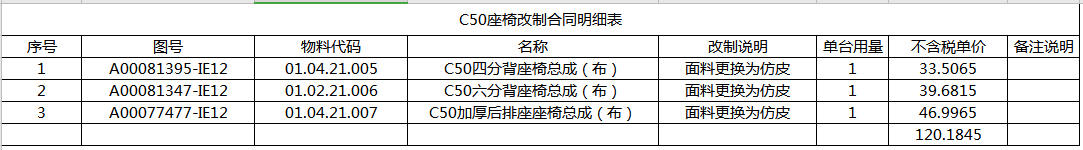 C50座椅改制合同明细表
序号 图号 物料代码 名称 改制说明 单台用量 不含税单价 备注说明
1 A00081395-IE12 01.04.21.005 C50四分背座椅总成（布） 面料更换为仿皮 1 33.5065
2 A00081347-IE12 01.02.21.006 C50六分背座椅总成（布） 面料更换为仿皮 1 39.6815
3 A00077477-IE12 01.04.21.007 C50加厚后排座座椅总成（布） 面料更换为仿皮 1 46.9965
120.1845